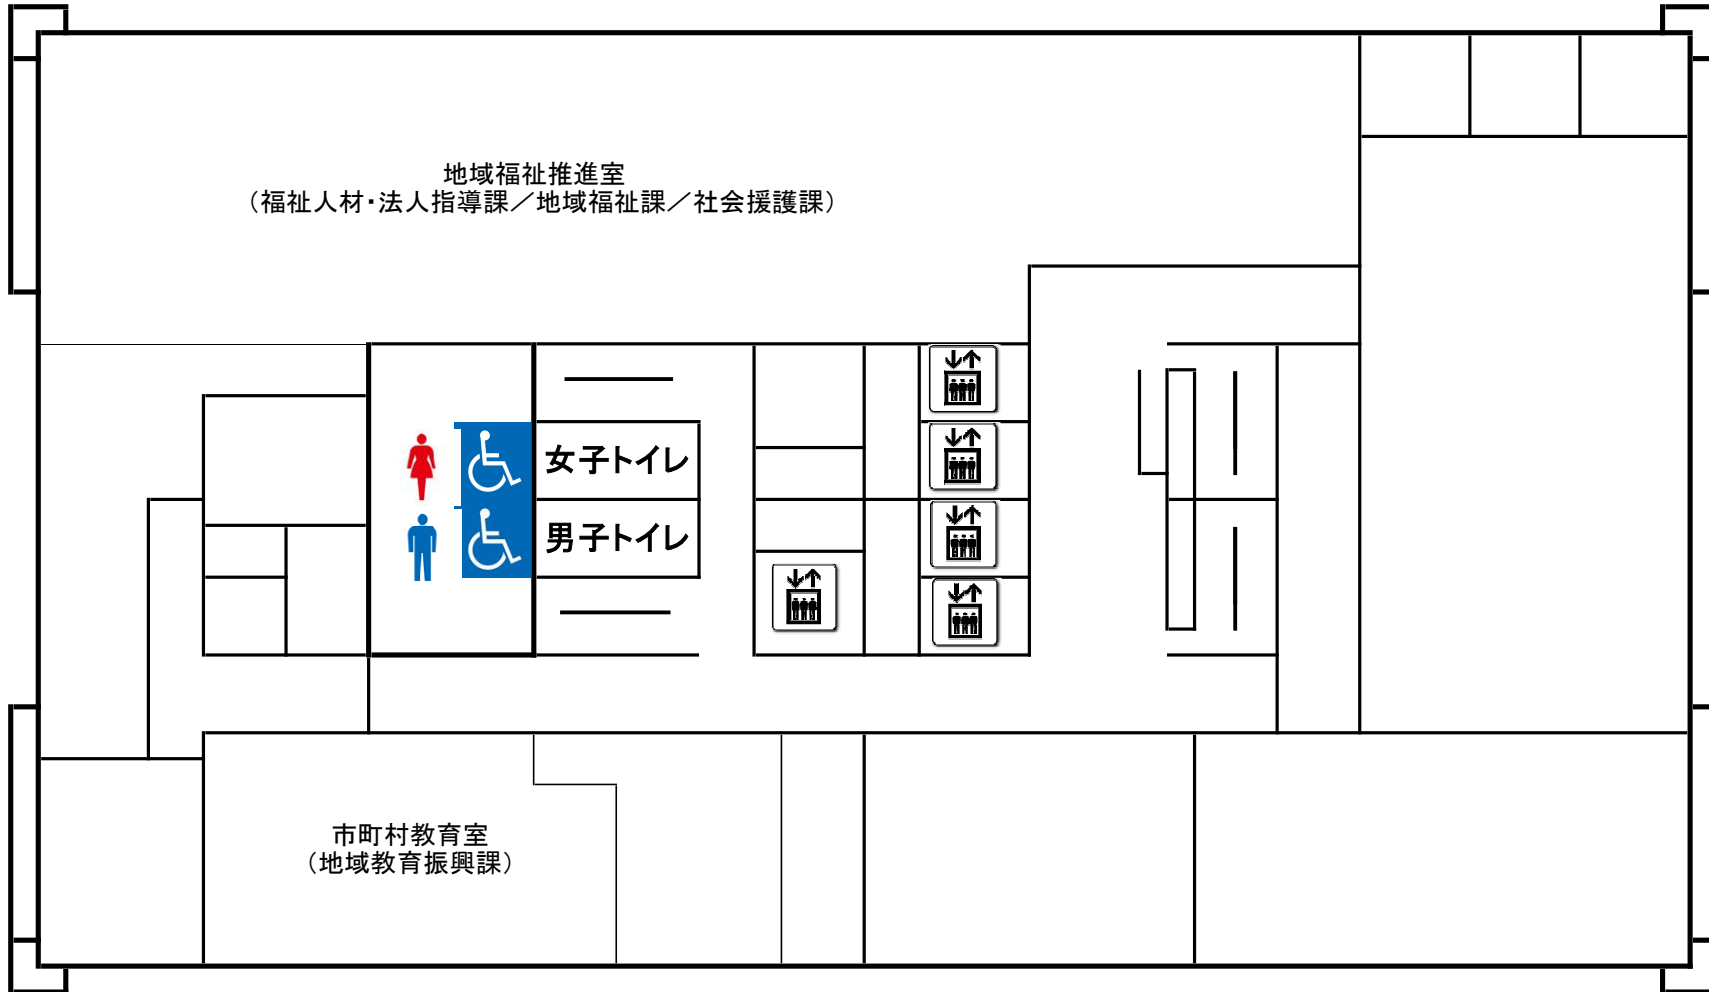 地域福祉推進室
（福祉人材・法人指導課／地域福祉課／社会援護課）
女子トイレ
男子トイレ
市町村教育室
（地域教育振興課）